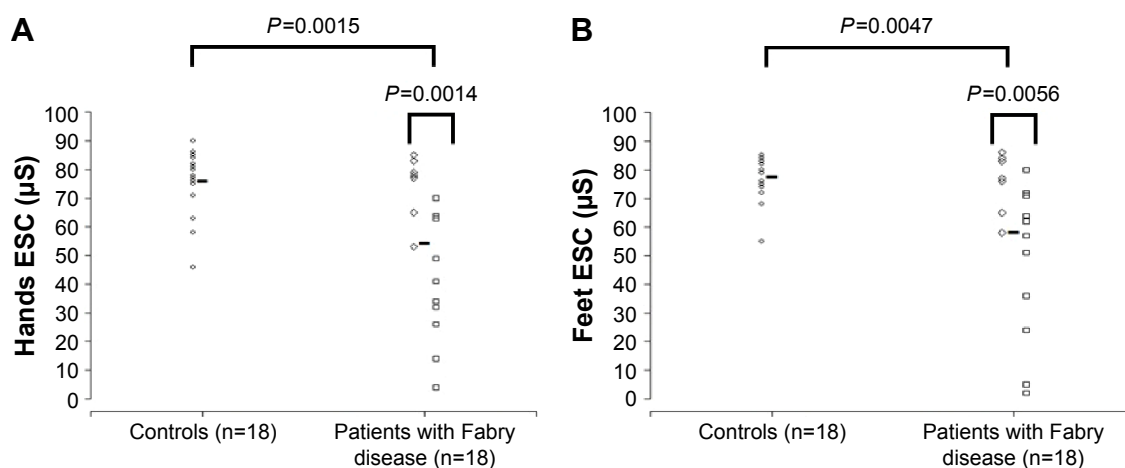 A
P=0.0015
P=0.0014
Hands ESC (µS)
100
90
80
70
60
50
40
30
20
10
0
Controls (n=18)
Patients with Fabry
disease (n=18)
B
P=0.0047
P=0.0056
Feet ESC (µS)
100
90
80
70
60
50
40
30
20
10
0
Controls (n=18)
Patients with Fabry
disease (n=18)